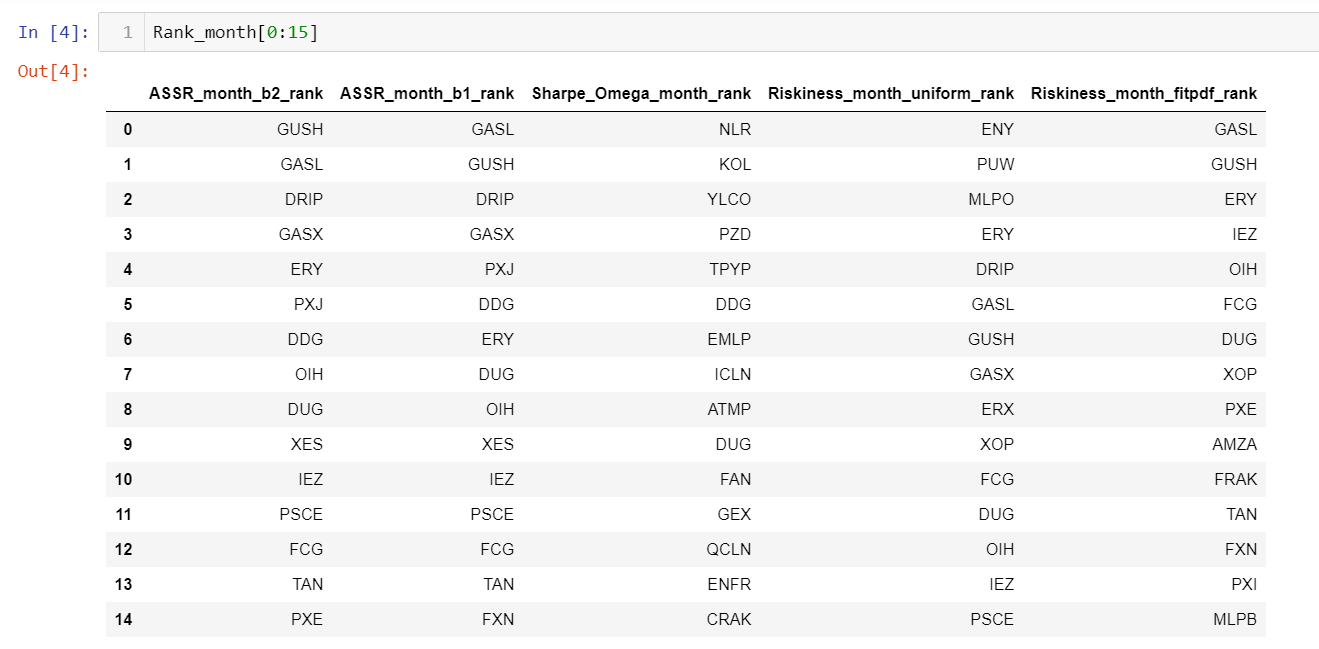 In [4]: 1 Rank_month[0:15]
Out[4]:
ASSR_month_b2_rank ASSR_month_b1_rank Sharpe_Omega_month_rank Riskiness_month_uniform_rank Riskiness_month_fitpdf_rank
0 GUSH GASL NLR ENY GASL
1 GASL GUSH KOL PUW GUSH
2 DRIP DRIP YLCO MLPO ERY
3 GASX GASX PZD ERY IEZ
4 ERY PXJ TPYP DRIP OIH
5 PXJ DDG DDG GASL FCG
6 DDG ERY EMLP GUSH DUG
7 OIH DUG ICLN GASX XOP
8 DUG OIH ATMP ERX PXE
9 XES XES DUG XOP AMZA
10 IEZ IEZ FAN FCG FRAK
11 PSCE PSCE GEX DUG TAN
12 FCG FCG QCLN OIH FXN
13 TAN TAN ENFR IEZ PXI
14 PXE FXN CRAK PSCE MLPB